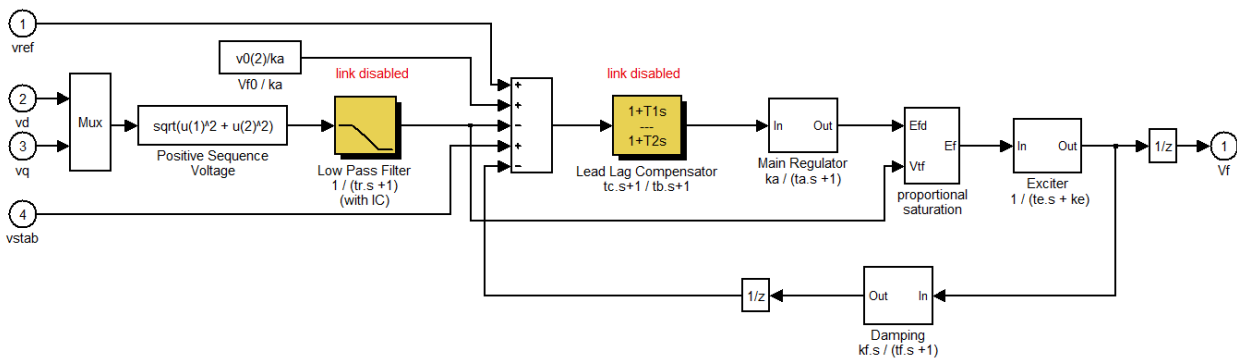 1
vref
v0(2)/ka
Vf0 / ka
link disabled
link disabled
2
vd
3
vq
Mux
sqrt(u(1)^2 + u(2)^2)
Positive Sequence
Voltage
Low Pass Filter
1 / (tr.s +1)
(with IC)
+
+
−
+
−
1+T1s
---
1+T2s
Lead Lag Compensator
tc.s+1 / tb.s+1
In
Out
Main Regulator
ka / (ta.s +1)
Efd
Vtf
Ef
proportional
saturation
In
Out
Exciter
1 / (te.s + ke)
1/z
1
Vf
4
vstab
1/z
Out
In
Damping
kf.s / (tf.s +1)